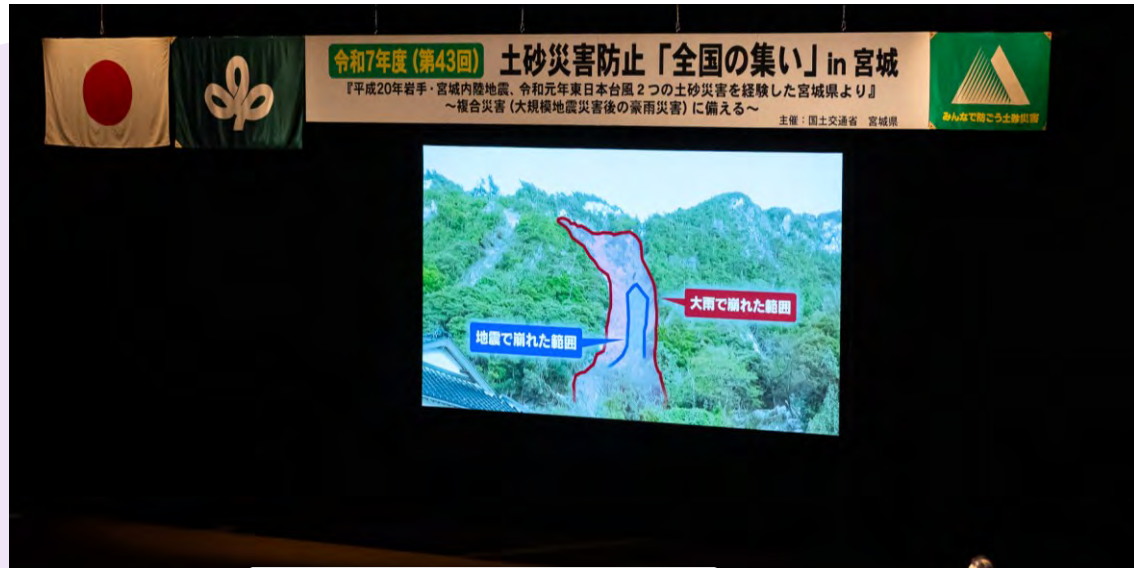 令和7年度(第43回) 土砂災害防止「全国の集い」in 宮城
『平成20年岩手・宮城内陸地震、令和元年東日本台風2つの土砂災害を経験した宮城県より』
～複合災害(大規模地震災害後の豪雨災害)に備える～
主催:国土交通省 宮城県
みんなで防ごう土砂災害
大雨で崩れた範囲
地震で崩れた範囲